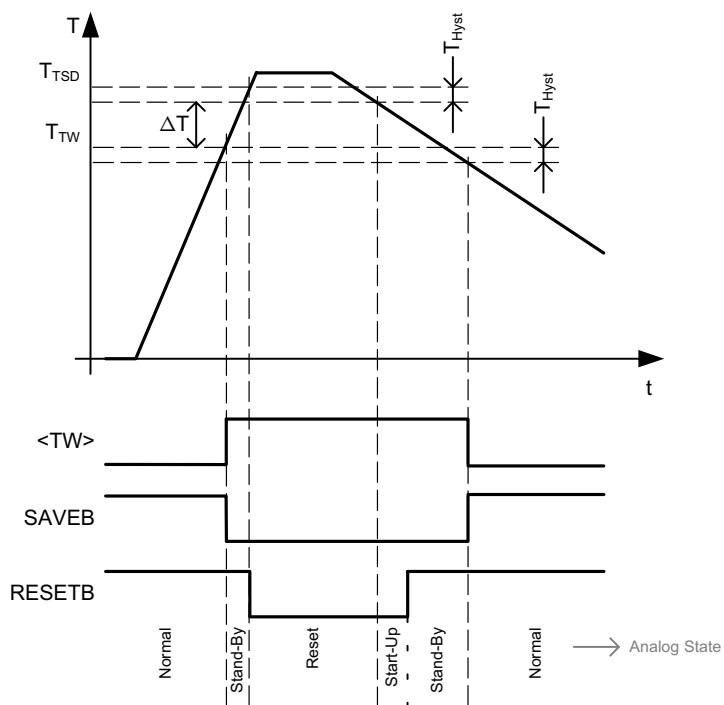 T
T_TSD
T_Hyst
ΔT
T_TW
T_Hyst
t
<TW>
SAVEB
RESETB
Normal
Stand-By
Reset
Start-Up
Stand-By
Normal
Analog State